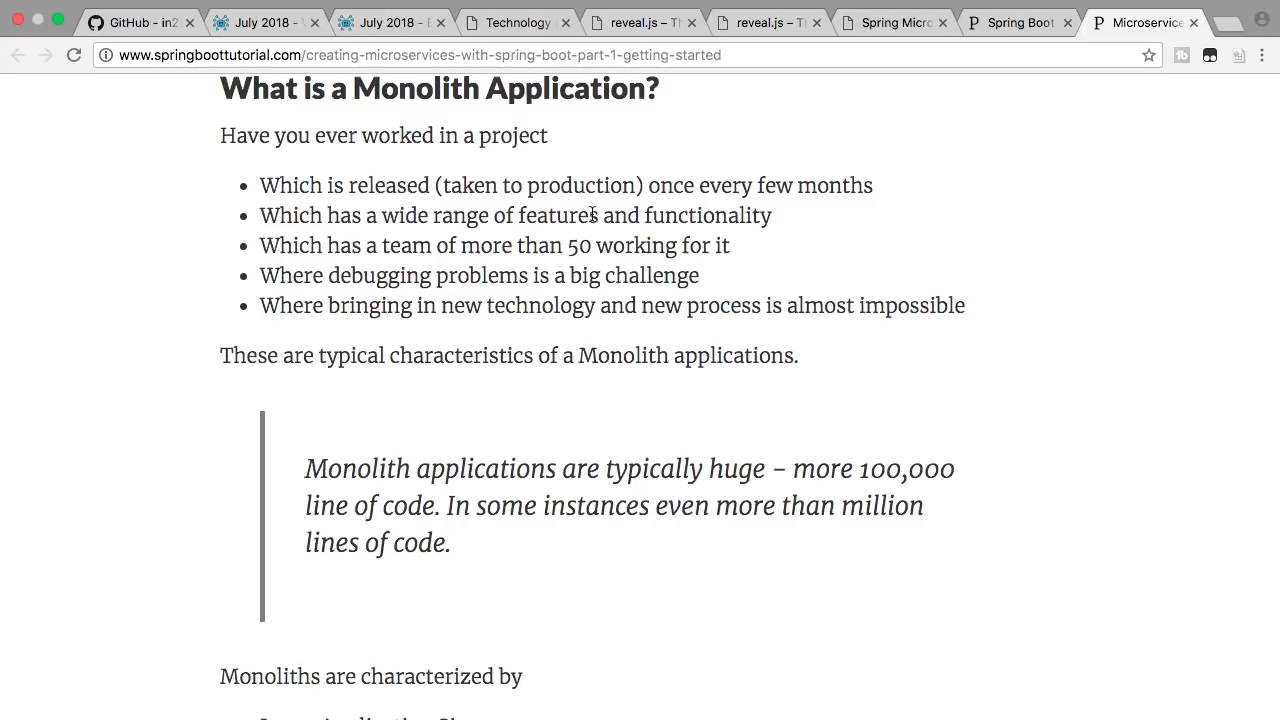 GitHub - in2
July 2018 -
July 2018 -
Technology
reveal.js – Th
reveal.js – Th
Spring Micro
Spring Boot
Microservice
www.springboottutorial.com/creating-microservices-with-spring-boot-part-1-getting-started
What is a Monolith Application?
Have you ever worked in a project
• Which is released (taken to production) once every few months
• Which has a wide range of features and functionality
• Which has a team of more than 50 working for it
• Where debugging problems is a big challenge
• Where bringing in new technology and new process is almost impossible
These are typical characteristics of a Monolith applications.
Monolith applications are typically huge - more 100,000
line of code. In some instances even more than million
lines of code.
Monoliths are characterized by